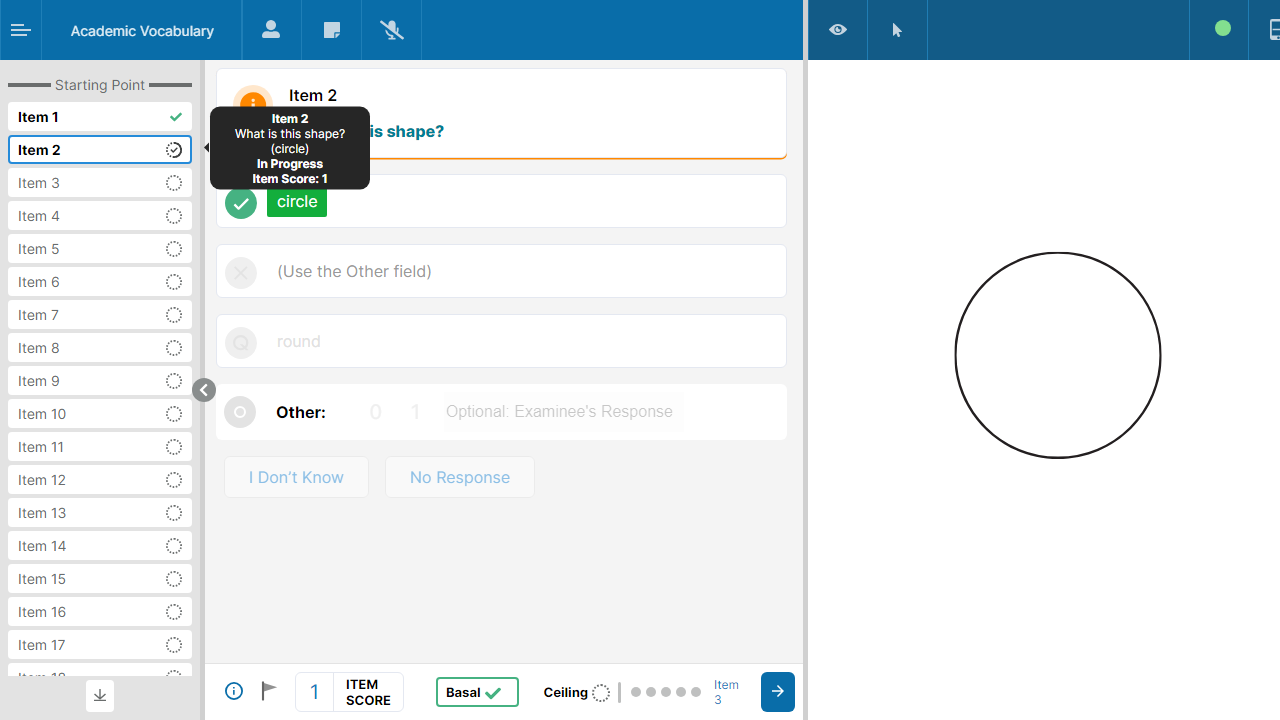 Academic Vocabulary
Starting Point
Item 1
Item 2
Item 3
Item 4
Item 5
Item 6
Item 7
Item 8
Item 9
Item 10
Item 11
Item 12
Item 13
Item 14
Item 15
Item 16
Item 17
Item 18
Item 2
is shape?
Item 2
What is this shape?
(circle)
In Progress
Item Score: 1
circle
(Use the Other field)
Q round
O Other: 0 1 Optional: Examinee's Response
I Don't Know No Response
1 ITEM
SCORE
Basal
Ceiling
Item
3